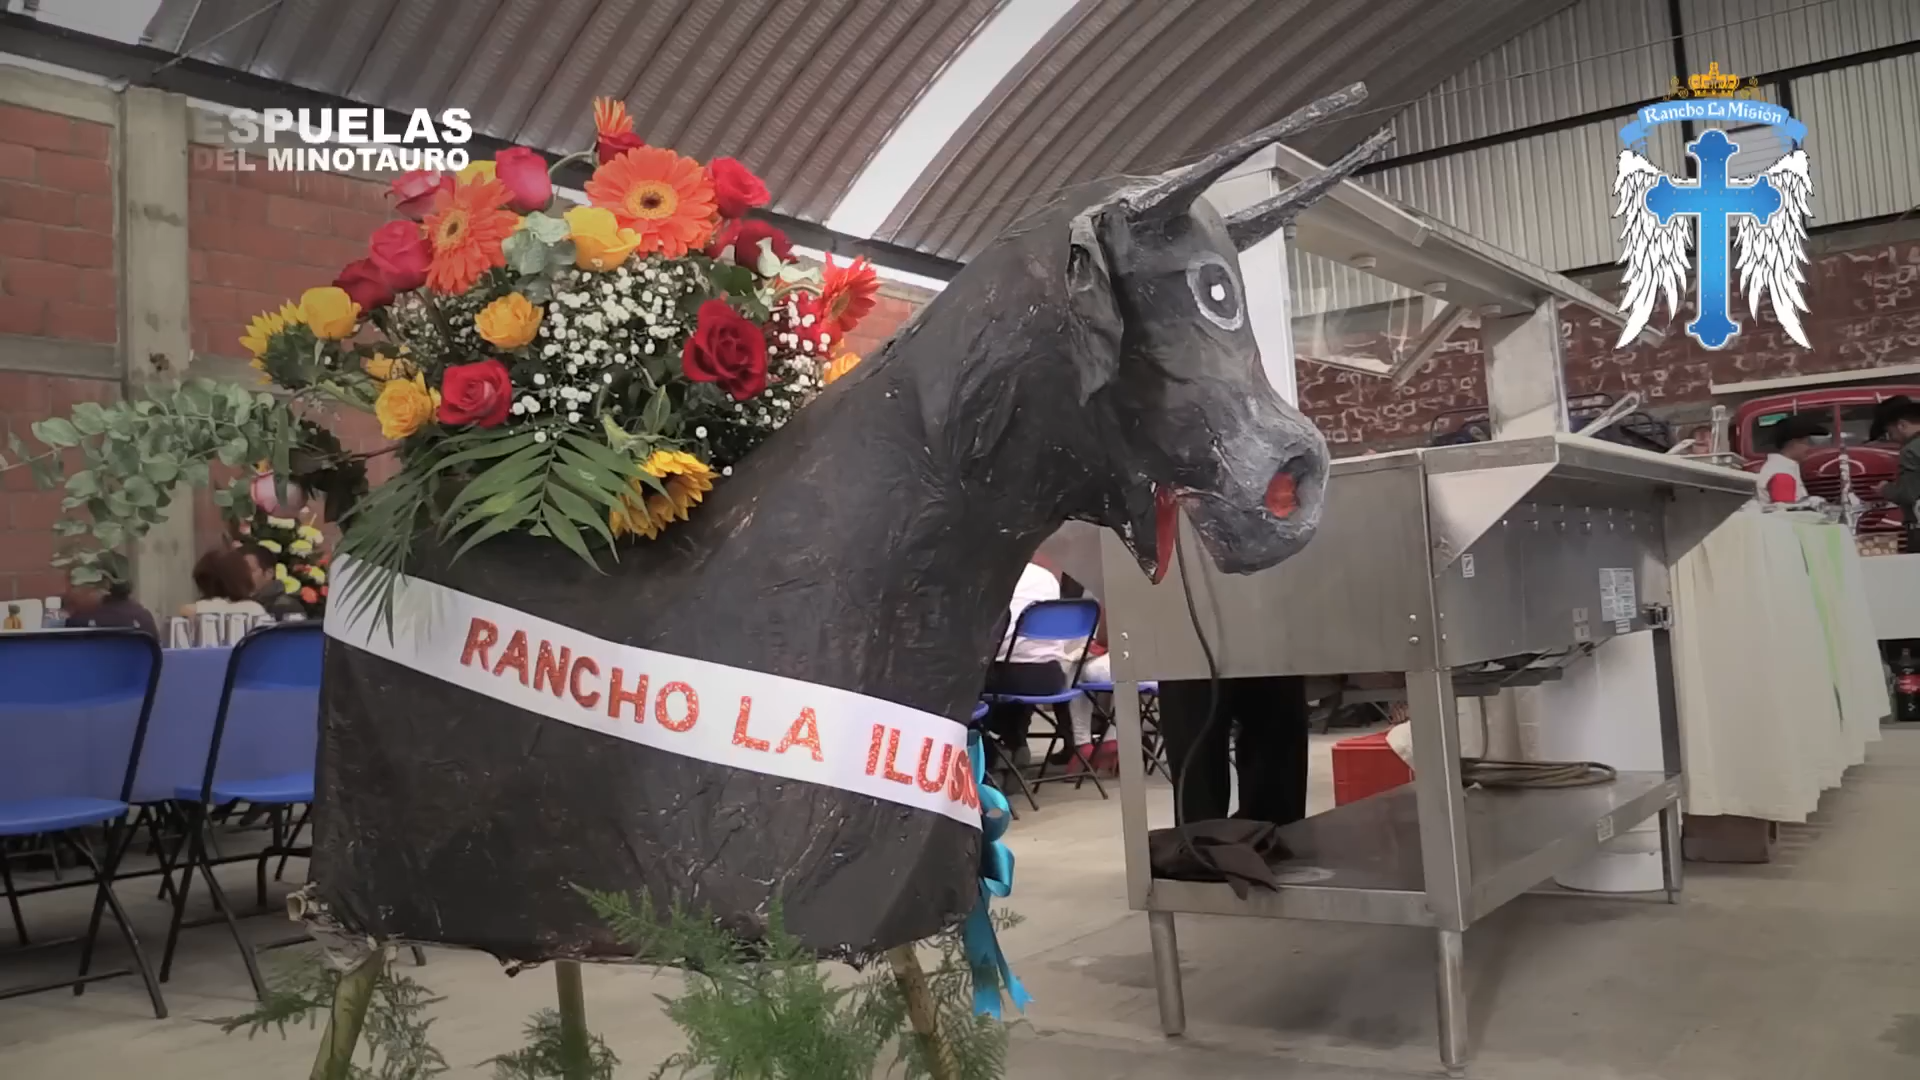 ESPUELAS
DEL MINOTAURO
Rancho La Misión
RANCHO LA ILUSI